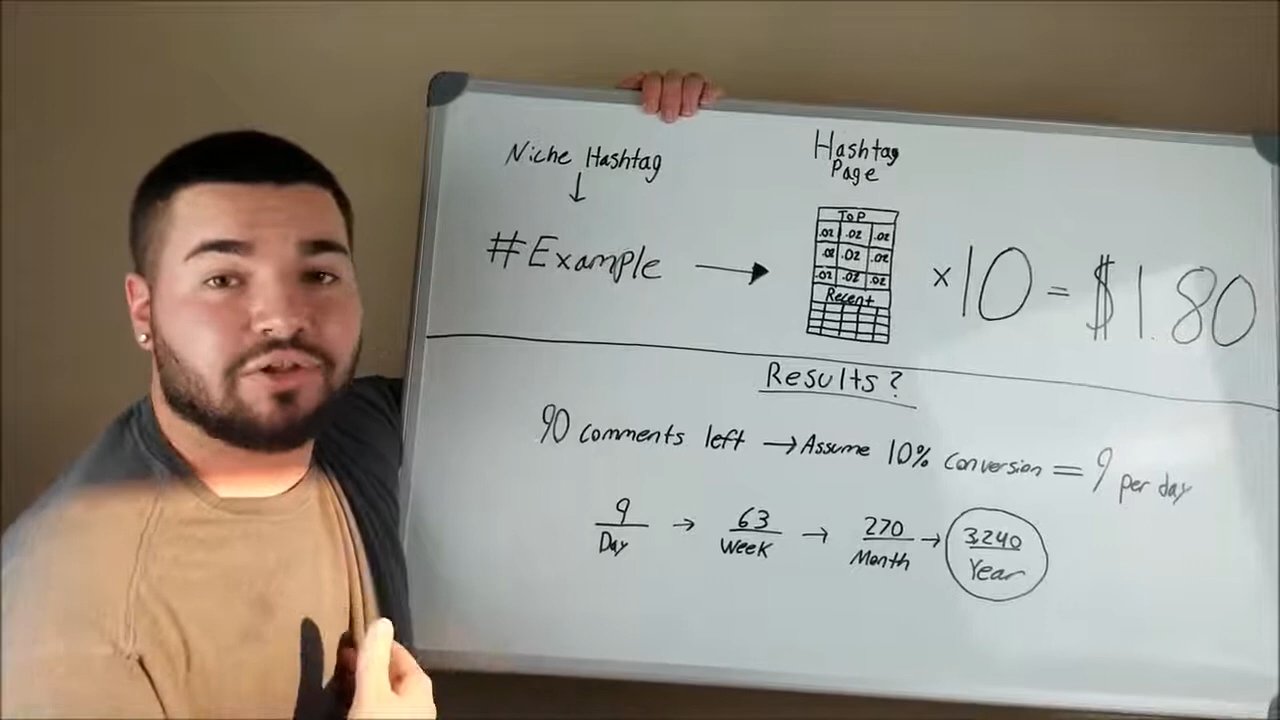 Niche Hashtag
↓
#Example →
Hashtag
Page
Top
.02 .02 .02
.02 .02 .02
.02 .02 .02
Recent
x 10 = $1.80
Results?
90 comments left → Assume 10% conversion = 9 per day
9 → 63 → 270 → 3240
Day Week Month Year